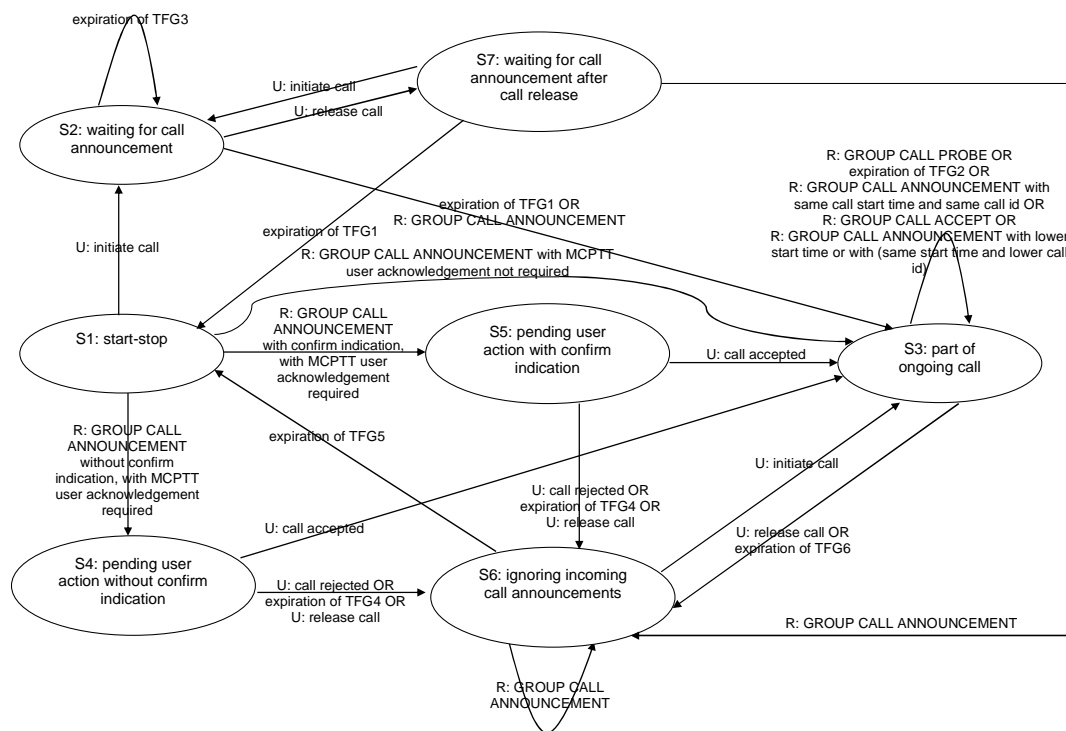 expiration of TFG3
S7: waiting for call
announcement after
call release
U: initiate call
U: release call
S2: waiting for call
announcement
R: GROUP CALL PROBE OR
expiration of TFG2 OR
R: GROUP CALL ANNOUNCEMENT with
same call start time and same call id OR
R: GROUP CALL ACCEPT OR
R: GROUP CALL ANNOUNCEMENT with lower
start time or with (same start time and lower call
id)
expiration of TFG1 OR
R: GROUP CALL ANNOUNCEMENT
U: initiate call
expiration of TFG1
R: GROUP CALL ANNOUNCEMENT with MCPTT
user acknowledgement not required
S1: start-stop
R: GROUP CALL
ANNOUNCEMENT
with confirm indication,
with MCPTT user
acknowledgement
required
S5: pending user
action with confirm
indication
U: call accepted
S3: part of
ongoing call
R: GROUP CALL
ANNOUNCEMENT
without confirm
indication, with MCPTT
user acknowledgement
required
expiration of TFG5
U: initiate call
U: call rejected OR
expiration of TFG4 OR
U: release call
U: call accepted
U: release call OR
expiration of TFG6
S4: pending user
action without confirm
indication
U: call rejected OR
expiration of TFG4 OR
U: release call
S6: ignoring incoming
call announcements
R: GROUP CALL ANNOUNCEMENT
R: GROUP CALL
ANNOUNCEMENT